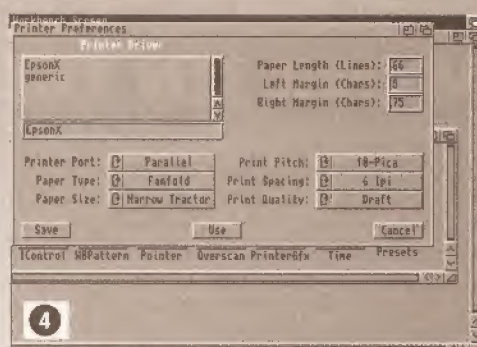 Workbench Screen
Printer Preferences
Printer Driver
EpsonX
generic
EpsonX
Paper Length (Lines): 66
Left Margin (Chars): 5
Right Margin (Chars): 75
Printer Port: Parallel
Paper Type: Fanfold
Paper Size: Narrow Tractor
Print Pitch: 10-Pica
Print Spacing: 6 lpi
Print Quality: Draft
Save
Use
Cancel
IControl WBPattern Pointer Overscan PrinterGfx Time Presets
4